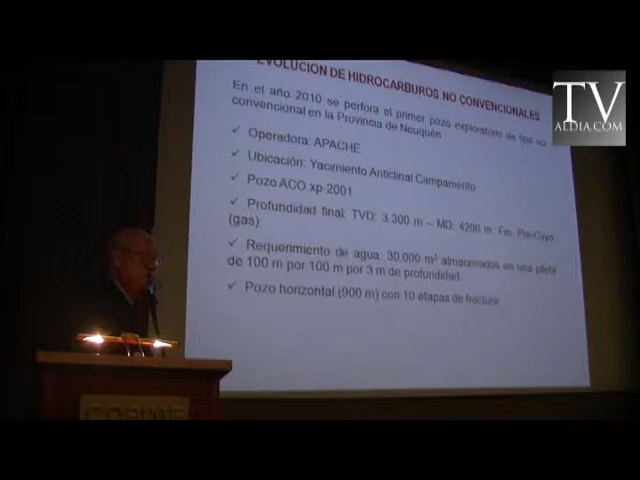 EVOLUCION DE HIDROCARBUROS NO CONVENCIONALES
En el año 2010 se perfora el primer pozo exploratorio de tipo no
convencional en la Provincia de Neuquén
✓ Operadora: APACHE
✓ Ubicación: Yacimiento Anticlinal Campamento
✓ Pozo ACO.xp-2001
✓ Profundidad final: TVD: 3.300 m – MD: 4200 m. Fm. Pre-Cuyo
(gas)
✓ Requerimiento de agua: 30.000 m³ almacenados en una pileta
de 100 m por 100 m por 3 m de profundidad.
✓ Pozo horizontal (900 m) con 10 etapas de fractura
TV
ALDIA.COM
COPIME